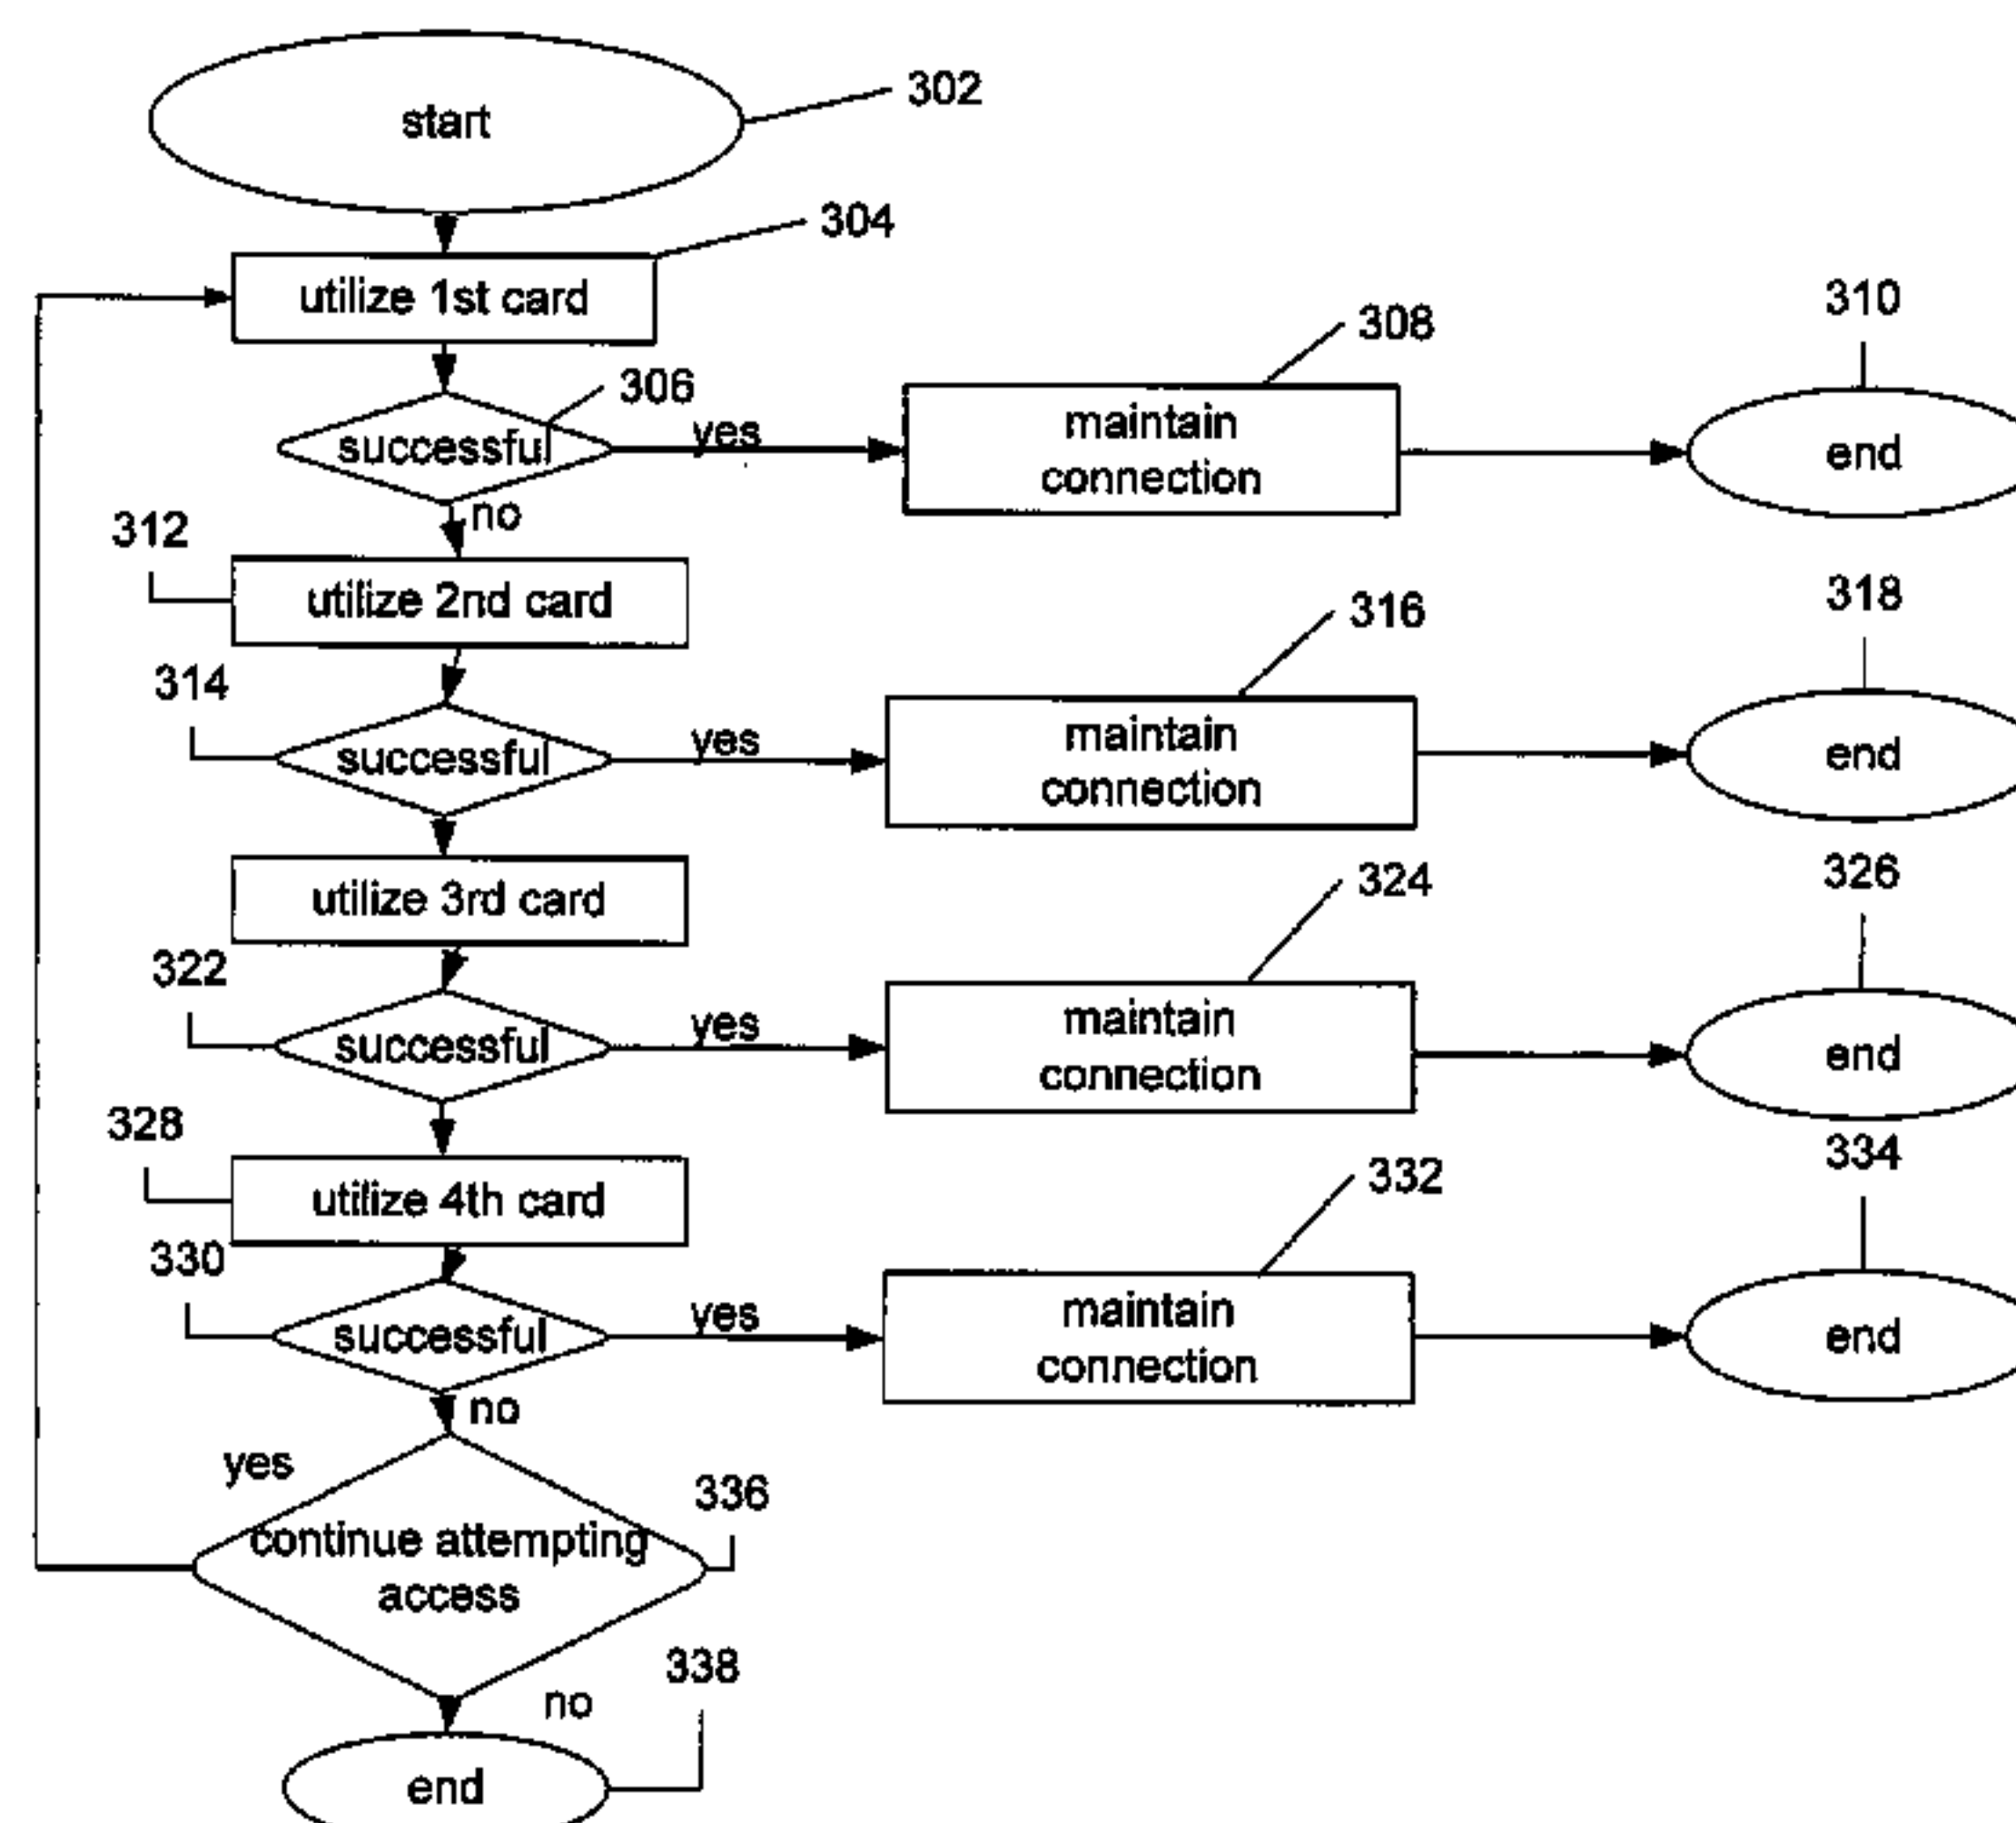 start
302
304
utilize 1st card
306
successful
yes
308
maintain
connection
310
end
no
312
utilize 2nd card
314
successful
yes
316
maintain
connection
318
end
utilize 3rd card
322
successful
yes
324
maintain
connection
326
end
328
utilize 4th card
330
successful
yes
332
maintain
connection
334
end
no
yes
336
continue attempting
access
338
no
end